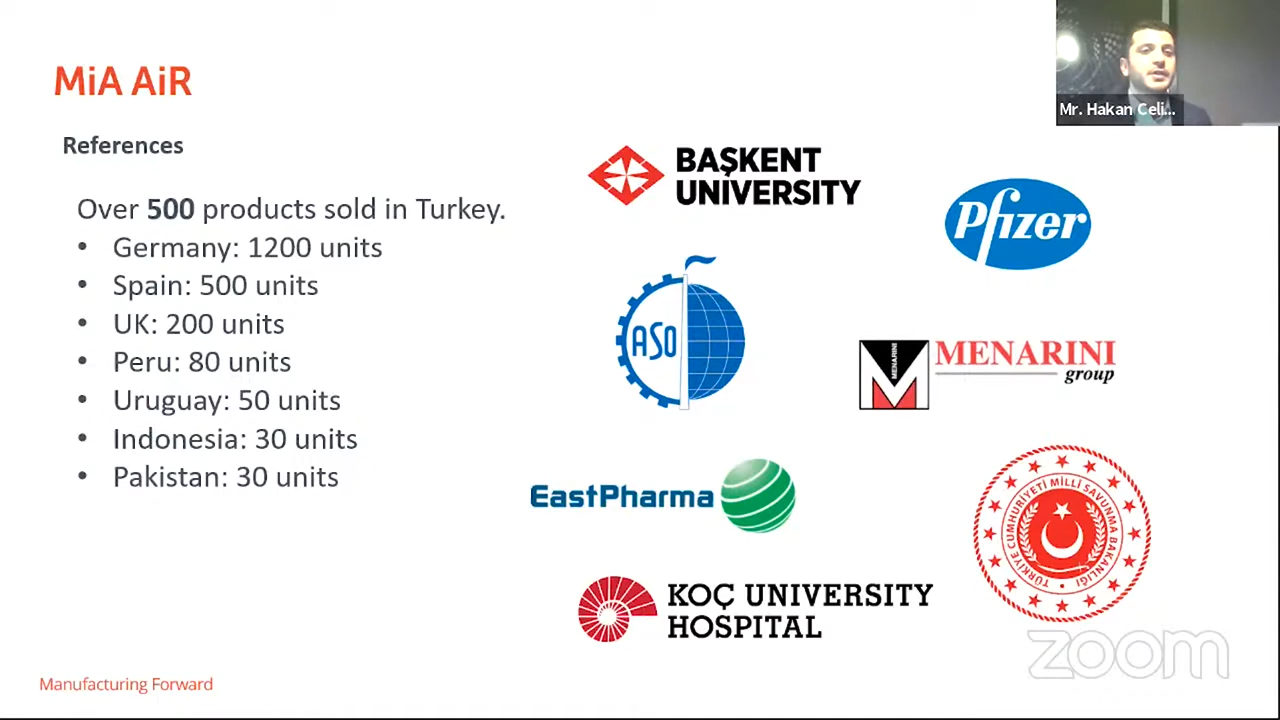 MiA AiR
Mr. Hakan Celi...
References
Over 500 products sold in Turkey.
• Germany: 1200 units
• Spain: 500 units
• UK: 200 units
• Peru: 80 units
• Uruguay: 50 units
• Indonesia: 30 units
• Pakistan: 30 units
BAŞKENT
UNIVERSITY
Pfizer
ASO
MENARINI
MENARINI
group
EastPharma
TÜRKİYE CUMHURİYETİ MİLLİ SAVUNMA BAKANLIĞI
KOÇ UNIVERSITY
HOSPITAL
zoom
Manufacturing Forward